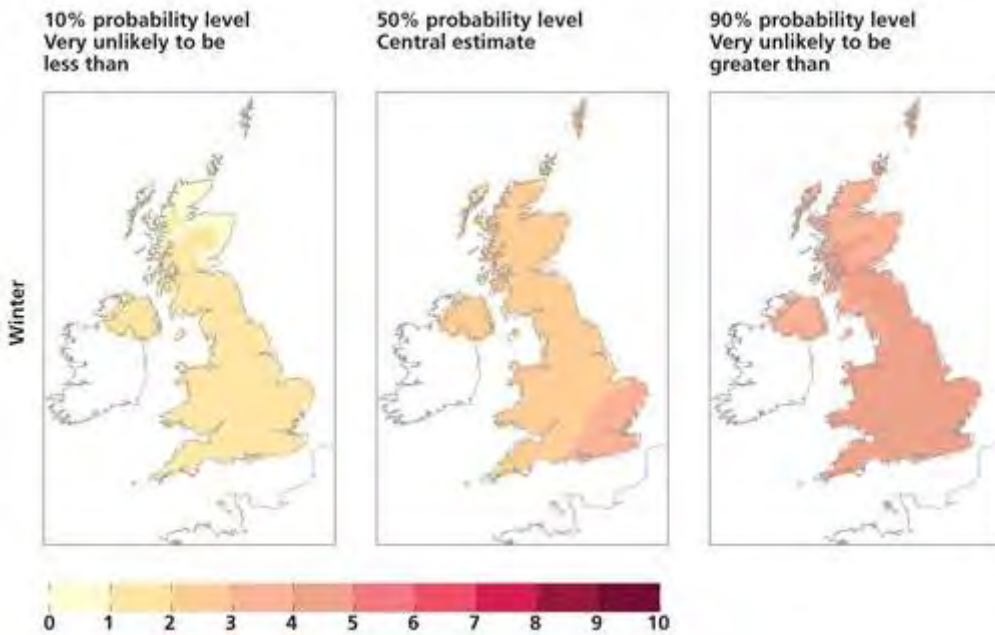 10% probability level
Very unlikely to be
less than
50% probability level
Central estimate
90% probability level
Very unlikely to be
greater than
Winter
0 1 2 3 4 5 6 7 8 9 10